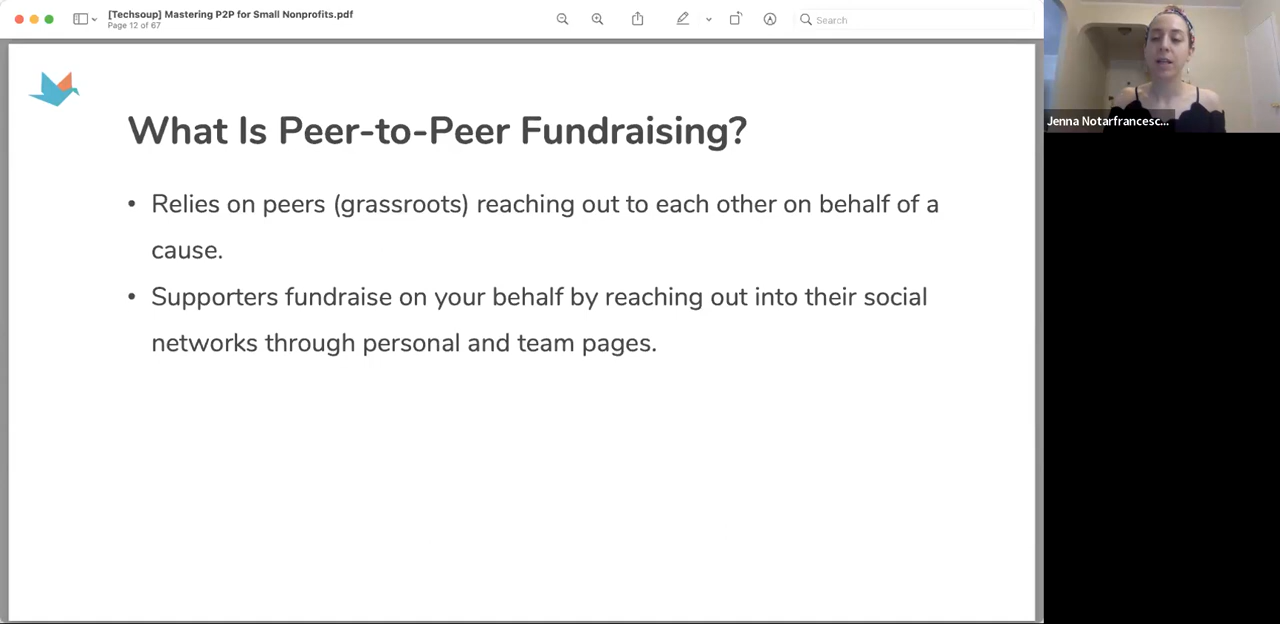 [Techsoup] Mastering P2P for Small Nonprofits.pdf
Page 12 of 67
Search
What Is Peer-to-Peer Fundraising?
• Relies on peers (grassroots) reaching out to each other on behalf of a
cause.
• Supporters fundraise on your behalf by reaching out into their social
networks through personal and team pages.
Jenna Notarfrancesc...